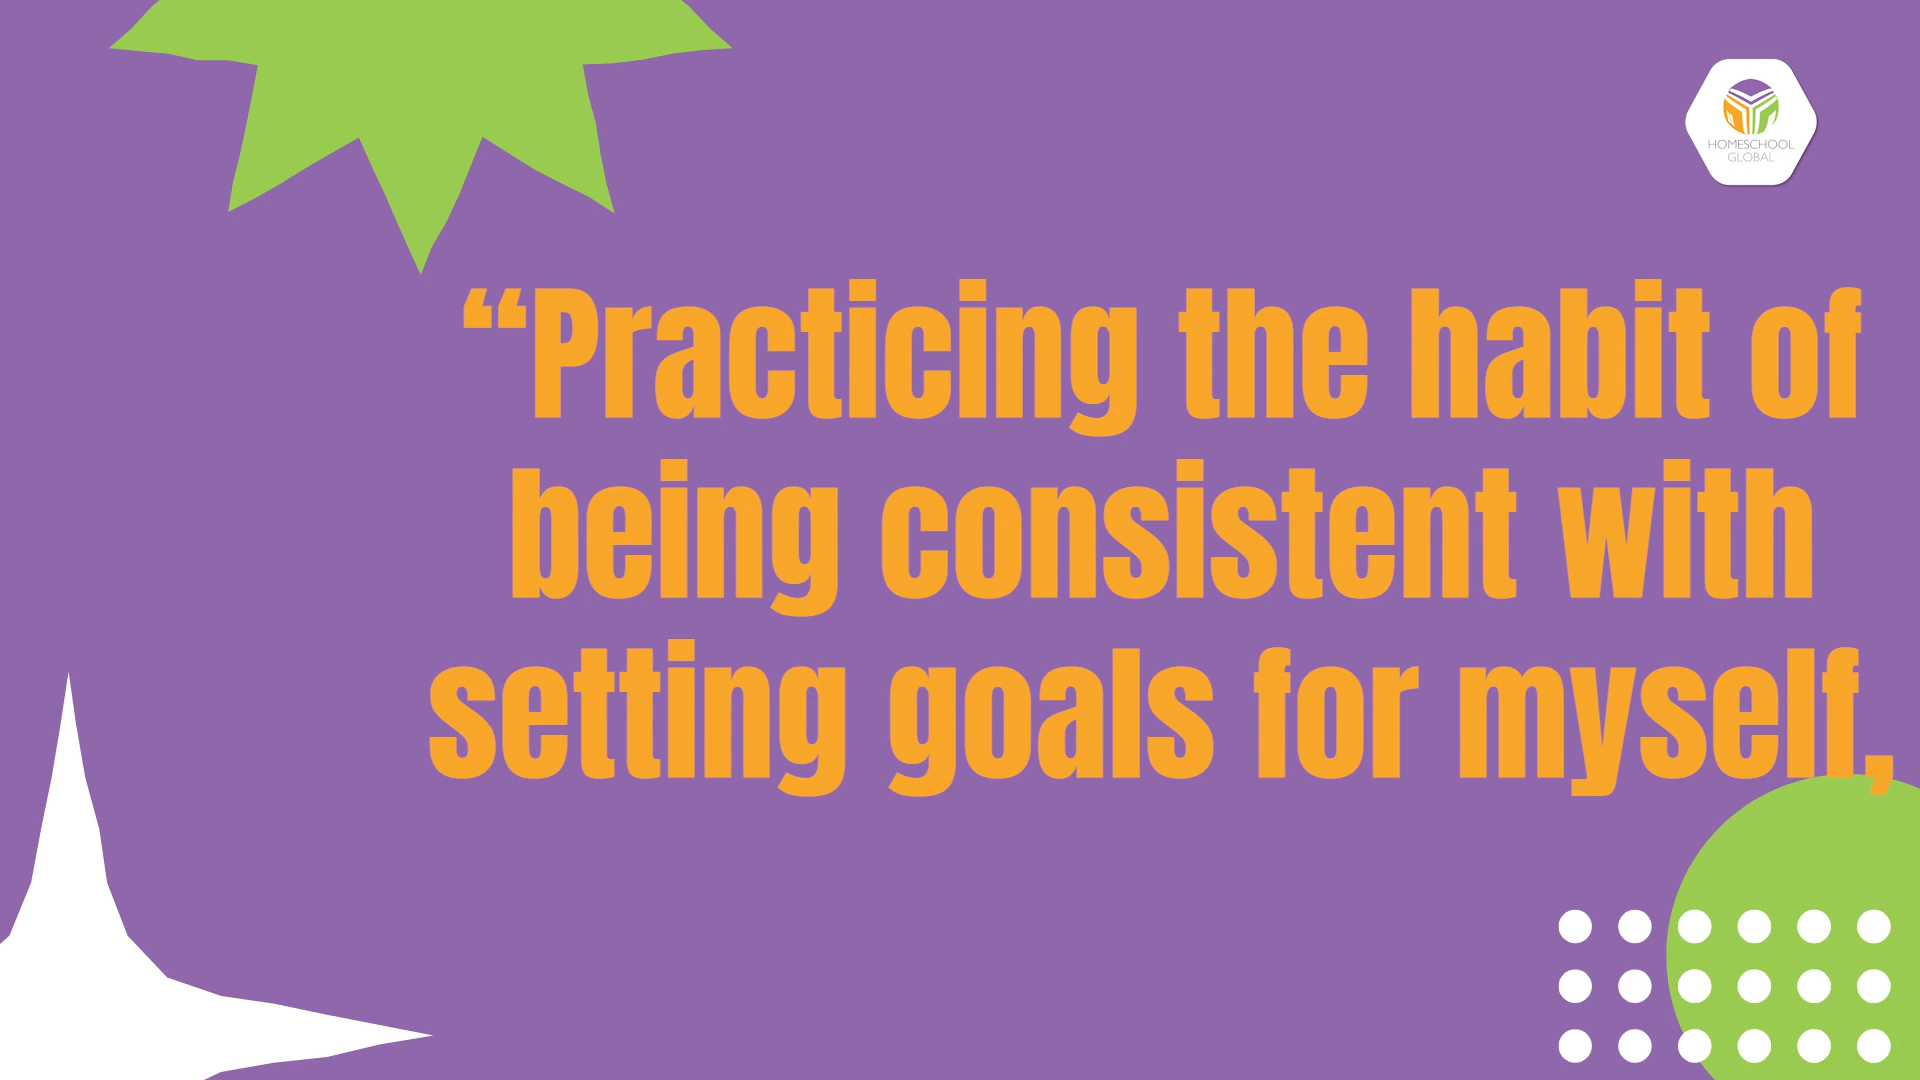 HOMESCHOOL
GLOBAL
“Practicing the habit of
being consistent with
setting goals for myself,